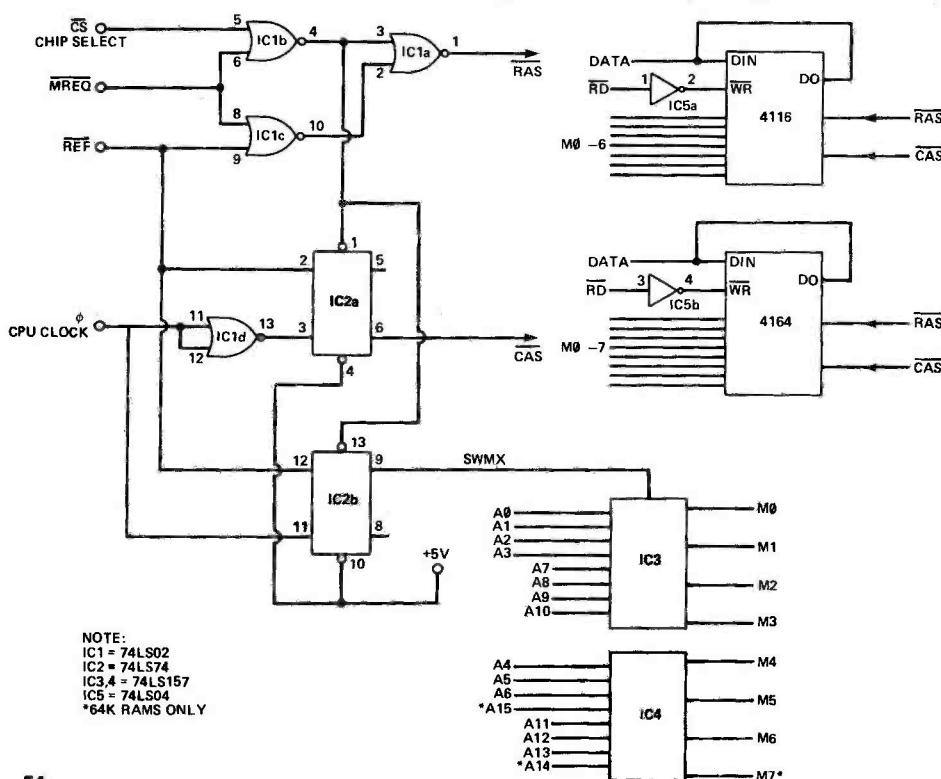 CS
CHIP SELECT
5
6
IC1b
4
3
2
IC1a
1
RAS
MREQ
8
9
IC1c
10
REF
1
2
5
IC2a
3
6
CAS
4
φ
CPU CLOCK
11
12
IC1d
13
13
12
9
SWMX
IC2b
11
8
10
+5V
DATA
DIN
DO
RD
1
2
WR
IC5a
4116
MØ -6
RAS
CAS
DATA
DIN
DO
RD
3
4
WR
IC5b
4164
MØ -7
RAS
CAS
AØ
A1
A2
A3
A7
A8
A9
A10
IC3
MØ
M1
M2
M3
A4
A5
A6
*A15
A11
A12
A13
*A14
IC4
M4
M5
M6
M7*
NOTE:
IC1 = 74LS02
IC2 = 74LS74
IC3,4 = 74LS157
IC5 = 74LS04
*64K RAMS ONLY